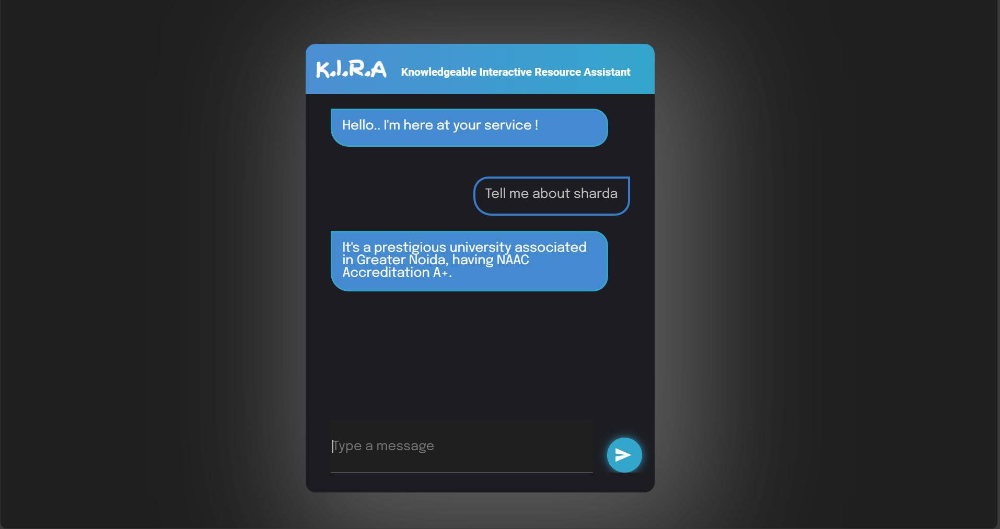 K.I.R.A Knowledgeable Interactive Resource Assistant
Hello.. I'm here at your service !
Tell me about sharda
It's a prestigious university associated
in Greater Noida, having NAAC
Accreditation A+.
Type a message